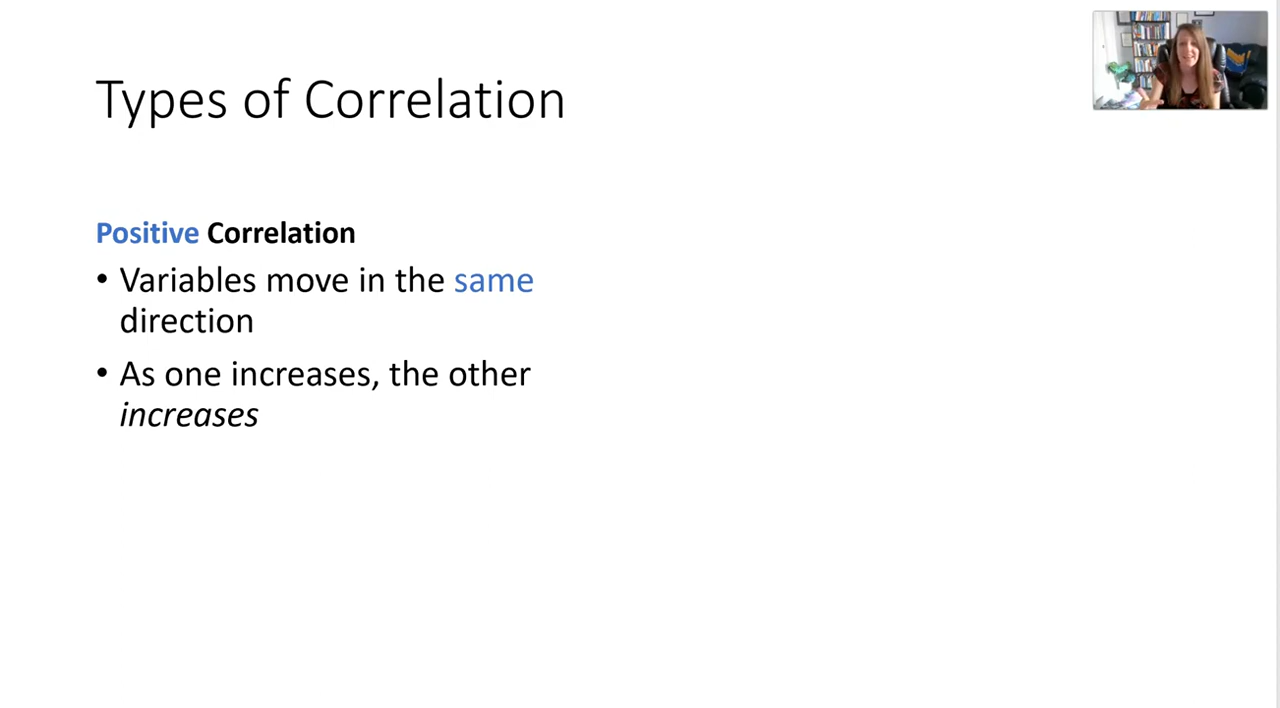 Types of Correlation
Positive Correlation
• Variables move in the same
direction
• As one increases, the other
increases